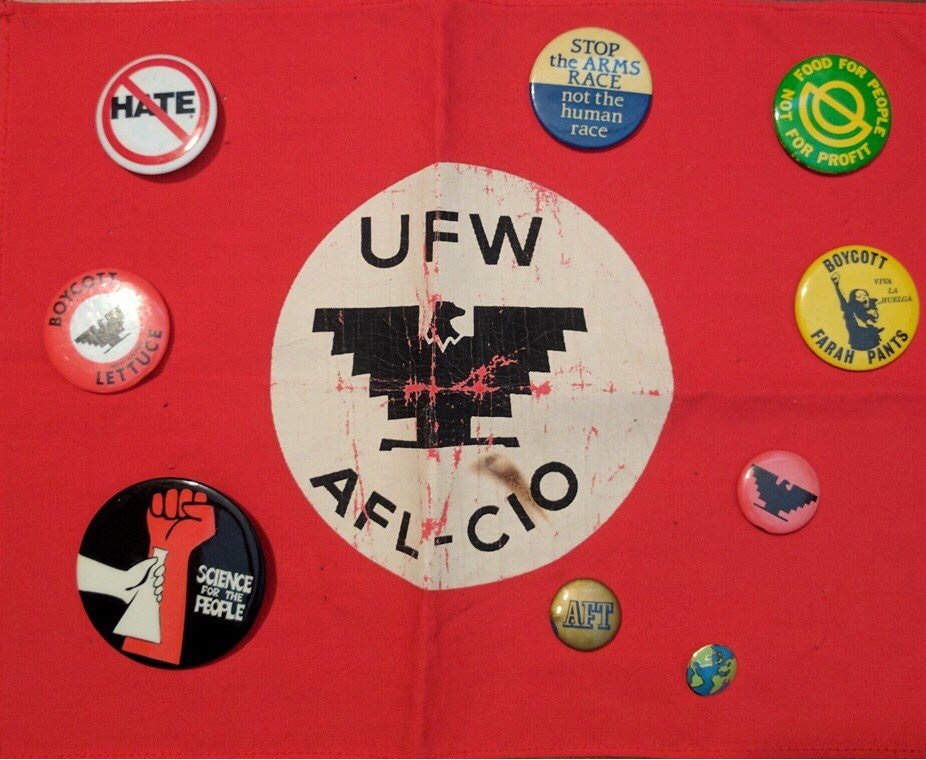 HATE
STOP
the ARMS
RACE
not the
human
race
FOOD FOR PEOPLE
NOT FOR PROFIT
UFW
AFL-CIO
BOYCOTT
LETTUCE
BOYCOTT
VIVA
LA
HUELGA
FARAH PANTS
SCIENCE
FOR THE
PEOPLE
AFT